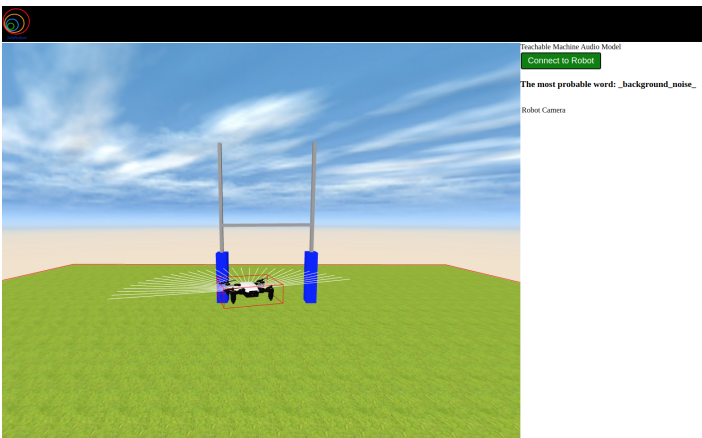 Teachable Machine Audio Model
Connect to Robot
The most probable word: _background_noise_
Robot Camera